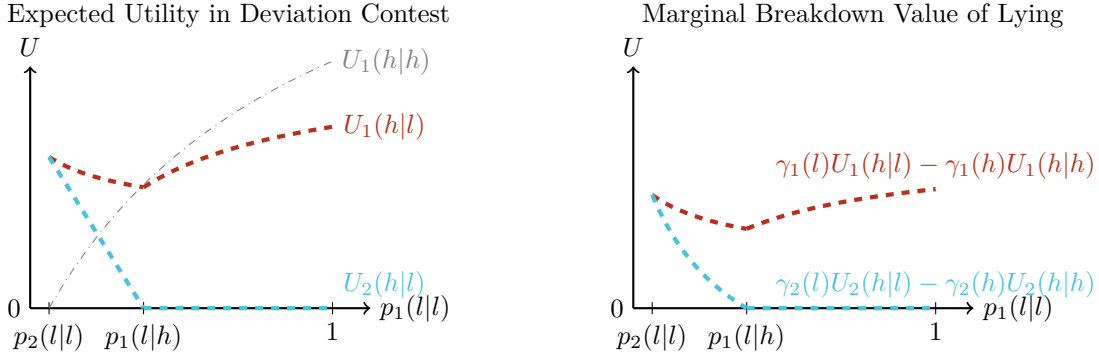 Expected Utility in Deviation Contest
U
U₁(h|h)
U₁(h|l)
U₂(h|l)
0
p₁(l|l)
p₂(l|l)
p₁(l|h)
1
Marginal Breakdown Value of Lying
U
γ₁(l)U₁(h|l) − γ₁(h)U₁(h|h)
γ₂(l)U₂(h|l) − γ₂(h)U₂(h|h)
0
p₁(l|l)
p₂(l|l)
p₁(l|h)
1